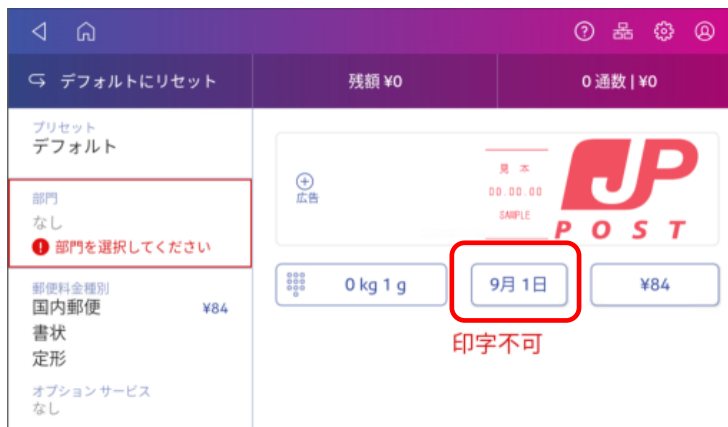 デフォルトにリセット
残額 ¥0
0 通数 | ¥0
プリセット
デフォルト
部門
なし
部門を選択してください
郵便料金種別
国内郵便 ¥84
書状
定形
オプション サービス
なし
広告
見 本
00.00.00
SAMPLE
JP
POST
0 kg 1 g
9月 1日
¥84
印字不可